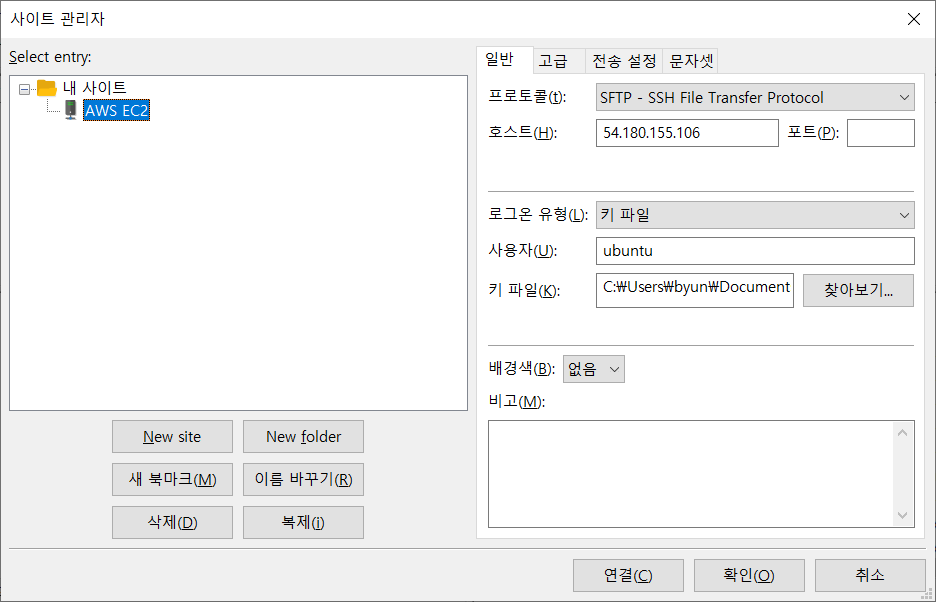 사이트 관리자
Select entry:
내 사이트
AWS EC2
New site
New folder
새 북마크(M)
이름 바꾸기(R)
삭제(D)
복제(i)
일반
고급
전송 설정
문자셋
프로토콜(t):
SFTP - SSH File Transfer Protocol
호스트(H):
54.180.155.106
포트(P):
로그온 유형(L):
키 파일
사용자(U):
ubuntu
키 파일(K):
C:₩Users₩byun₩Document
찾아보기...
배경색(B):
없음
비고(M):
연결(C)
확인(O)
취소